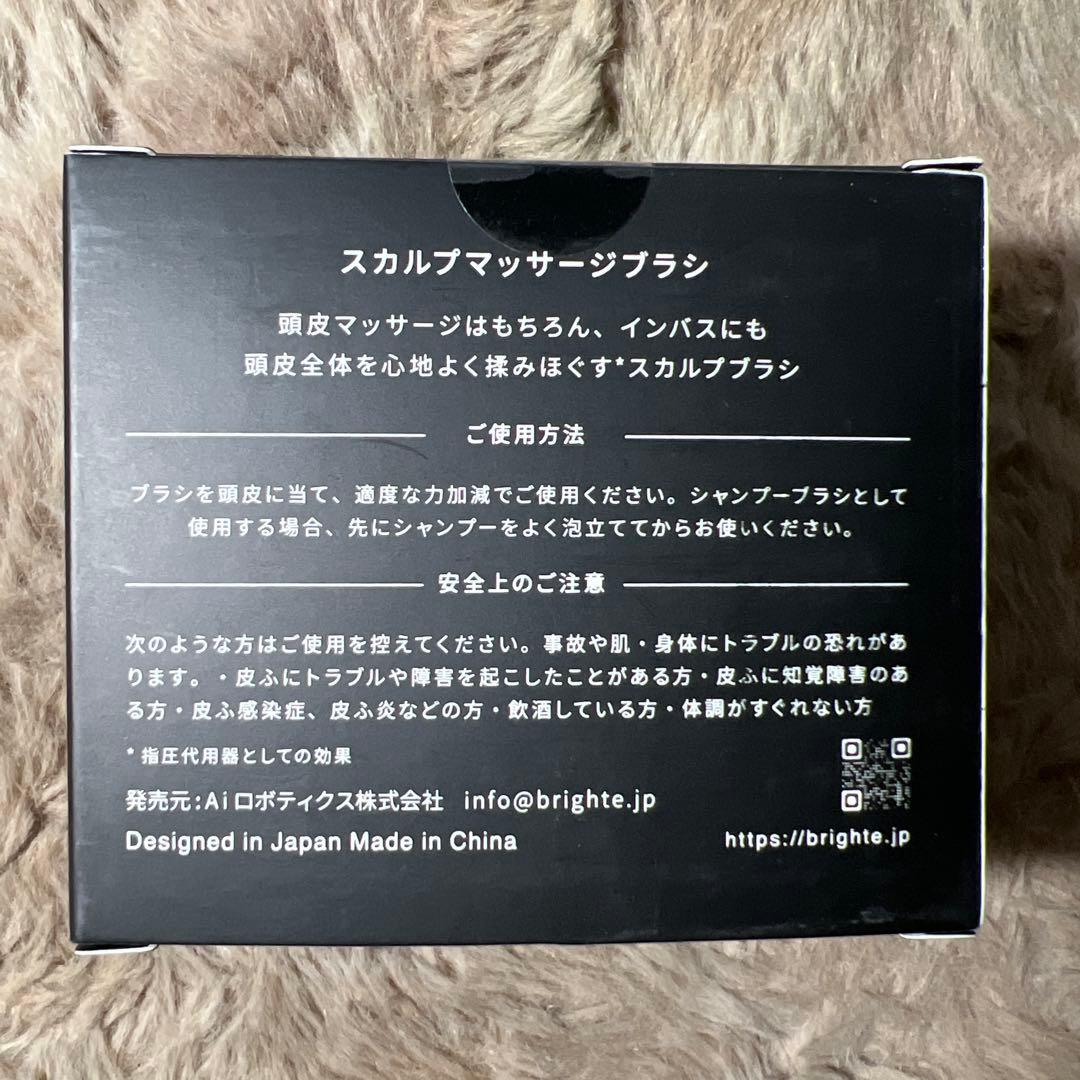 スカルプマッサージブラシ
頭皮マッサージはもちろん、インバスにも
頭皮全体を心地よく揉みほぐす*スカルプブラシ
ご使用方法
ブラシを頭皮に当て、適度な力加減でご使用ください。シャンプーブラシとして
使用する場合、先にシャンプーをよく泡立ててからお使いください。
安全上のご注意
次のような方はご使用を控えてください。事故や肌・身体にトラブルの恐れがあ
ります。・皮ふにトラブルや障害を起こしたことがある方・皮ふに知覚障害のあ
る方・皮ふ感染症、皮ふ炎などの方・飲酒している方・体調がすぐれない方
* 指圧代用器としての効果
発売元:Aiロボティクス株式会社 info@brighte.jp
Designed in Japan Made in China
https://brighte.jp